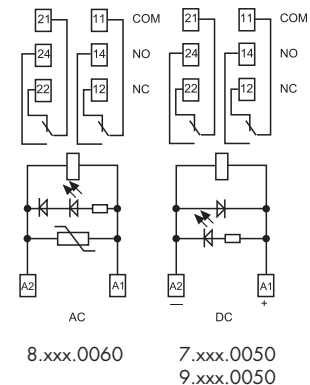 21 11 COM 21 11 COM
24 14 NO 24 14 NO
22 12 NC 22 12 NC
A2 A1 A2 A1
— +
AC DC
8.xxx.0060 7.xxx.0050
9.xxx.0050